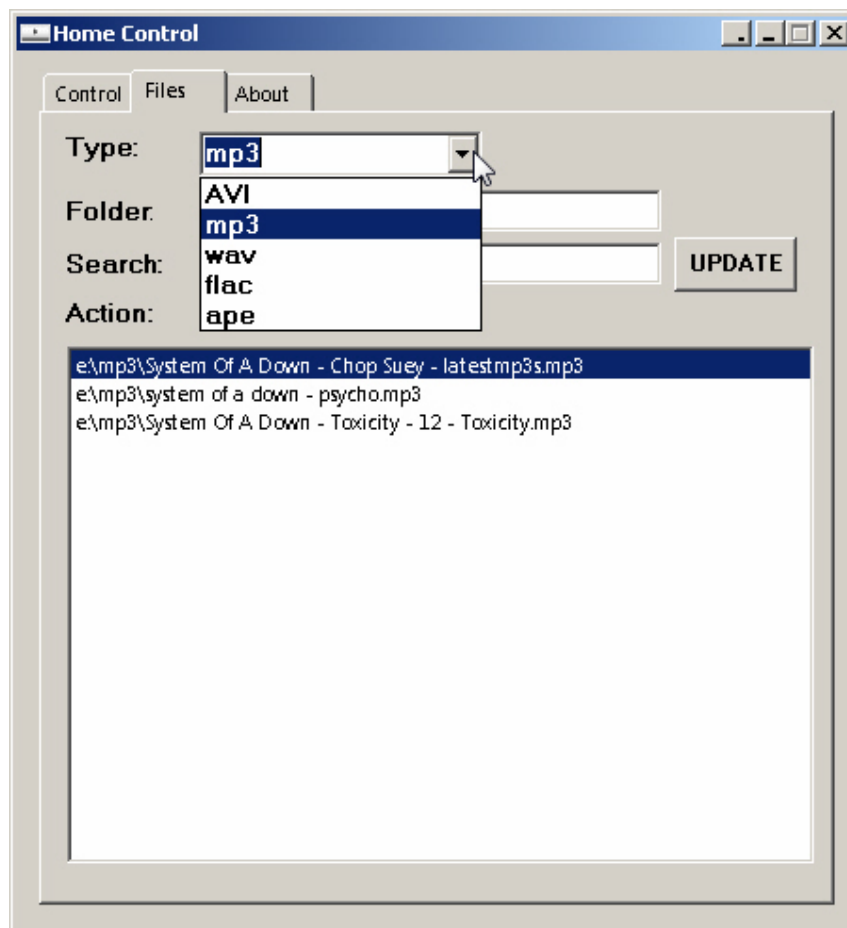 Home Control
Control Files About
Type: mp3
AVI
Folder: mp3
wav
Search: UPDATE
flac
Action: ape
e:\mp3\System Of A Down - Chop Suey - latestmp3s.mp3
e:\mp3\system of a down - psycho.mp3
e:\mp3\System Of A Down - Toxicity - 12 - Toxicity.mp3